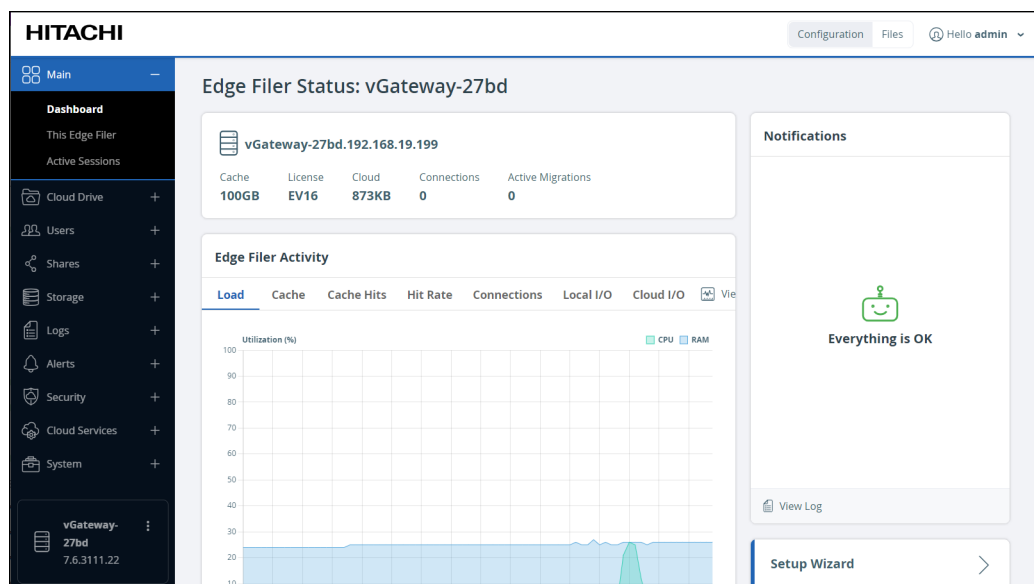 HITACHI
Configuration Files Hello admin
Main
Dashboard
This Edge Filer
Active Sessions
Cloud Drive
Users
Shares
Storage
Logs
Alerts
Security
Cloud Services
System
vGateway-
27bd
7.6.3111.22
Edge Filer Status: vGateway-27bd
vGateway-27bd.192.168.19.199
Cache License Cloud Connections Active Migrations
100GB EV16 873KB 0 0
Edge Filer Activity
Load Cache Cache Hits Hit Rate Connections Local I/O Cloud I/O Vie
Utilization (%) CPU RAM
100
90
80
70
60
50
40
30
20
10
Notifications
Everything is OK
View Log
Setup Wizard